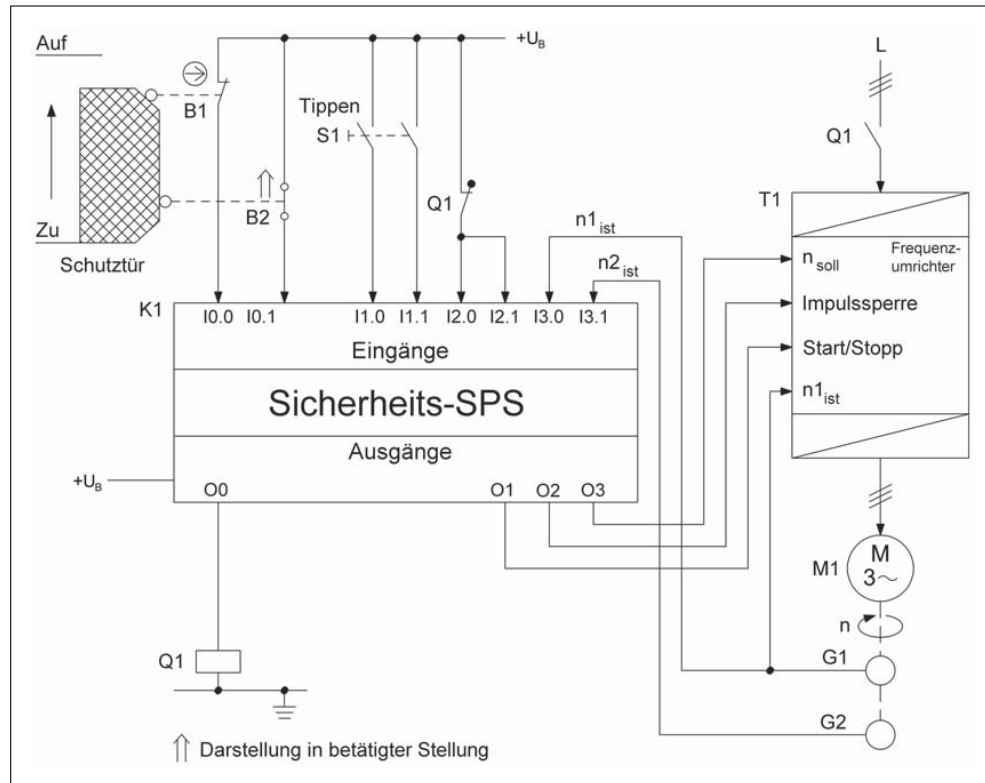 Auf
+U_B
L
B1
Tippen
S1
Q1
Q1
T1
B2
n1_ist
Zu
n2_ist
Schutztür
n_soll
Frequenz-
umrichter
K1
I0.0 I0.1 I1.0 I1.1 I2.0 I2.1 I3.0 I3.1
Impulssperre
Eingänge
Start/Stopp
Sicherheits-SPS
n1_ist
Ausgänge
+U_B
O0 O1 O2 O3
M1
M
3~
n
Q1
G1
G2
Darstellung in betätigter Stellung